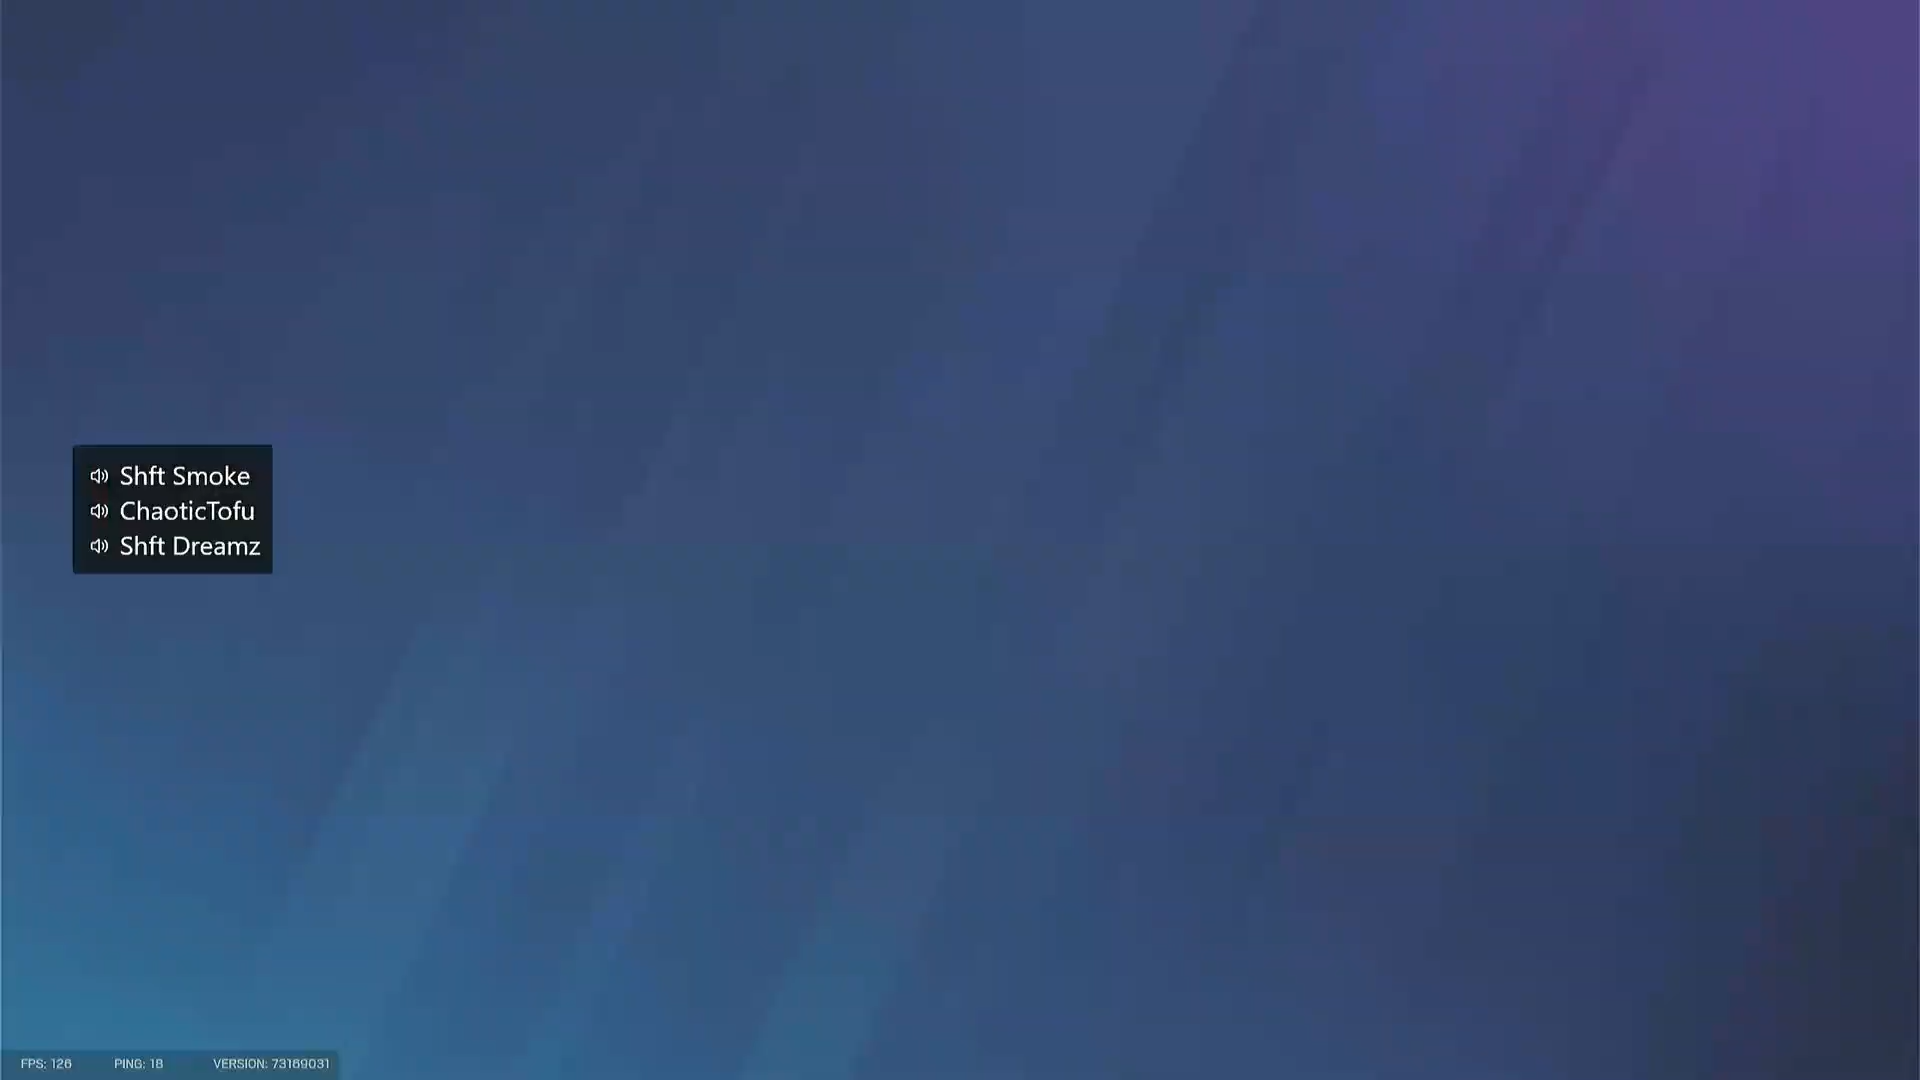 Shft Smoke
ChaoticTofu
Shft Dreamz
FPS: 126 PING: 18 VERSION: 73169031